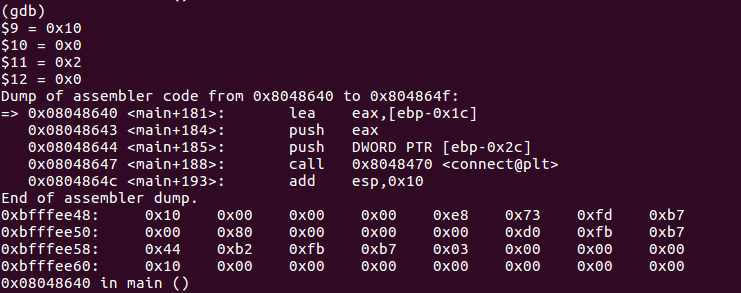 (gdb)
$9 = 0x10
$10 = 0x0
$11 = 0x2
$12 = 0x0
Dump of assembler code from 0x8048640 to 0x804864f:
=> 0x08048640 <main+181>:	lea    eax,[ebp-0x1c]
   0x08048643 <main+184>:	push   eax
   0x08048644 <main+185>:	push   DWORD PTR [ebp-0x2c]
   0x08048647 <main+188>:	call   0x8048470 <connect@plt>
   0x0804864c <main+193>:	add    esp,0x10
End of assembler dump.
0xbfffee48:	0x10	0x00	0x00	0x00	0xe8	0x73	0xfd	0xb7
0xbfffee50:	0x00	0x80	0x00	0x00	0x00	0xd0	0xfb	0xb7
0xbfffee58:	0x44	0xb2	0xfb	0xb7	0x03	0x00	0x00	0x00
0xbfffee60:	0x10	0x00	0x00	0x00	0x00	0x00	0x00	0x00
0x08048640 in main ()